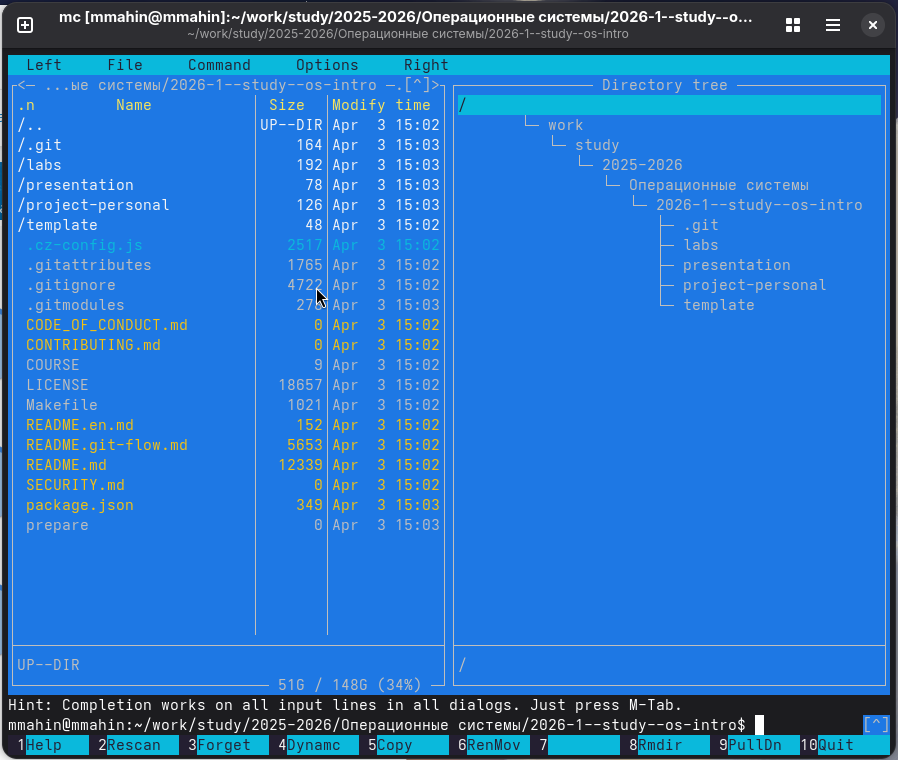 mc [mmahin@mmahin]:~/work/study/2025-2026/Операционные системы/2026-1--study--o...
~/work/study/2025-2026/Операционные системы/2026-1--study--os-intro
Left File Command Options Right
<— ...ые системы/2026-1--study--os-intro —.[^]>
.n Name Size Modify time
/.. UP--DIR Apr 3 15:02
/.git 164 Apr 3 15:03
/labs 192 Apr 3 15:03
/presentation 78 Apr 3 15:03
/project-personal 126 Apr 3 15:03
/template 48 Apr 3 15:02
.cz-config.js 2517 Apr 3 15:02
.gitattributes 1765 Apr 3 15:02
.gitignore 4722 Apr 3 15:02
.gitmodules Apr 3 15:03
CODE_OF_CONDUCT.md 0 Apr 3 15:02
CONTRIBUTING.md 0 Apr 3 15:02
COURSE 9 Apr 3 15:03
LICENSE 18657 Apr 3 15:02
Makefile 1021 Apr 3 15:02
README.en.md 152 Apr 3 15:02
README.git-flow.md 5653 Apr 3 15:02
README.md 12339 Apr 3 15:02
SECURITY.md 0 Apr 3 15:02
package.json 349 Apr 3 15:03
prepare 0 Apr 3 15:03
UP--DIR
51G / 148G (34%)
Directory tree
/
work
study
2025-2026
Операционные системы
2026-1--study--os-intro
.git
labs
presentation
project-personal
template
/
Hint: Completion works on all input lines in all dialogs. Just press M-Tab.
mmahin@mmahin:~/work/study/2025-2026/Операционные системы/2026-1--study--os-intro$ [^]
1Help 2Rescan 3Forget 4Dynamc 5Copy 6RenMov 7 8Rmdir 9PullDn 10Quit